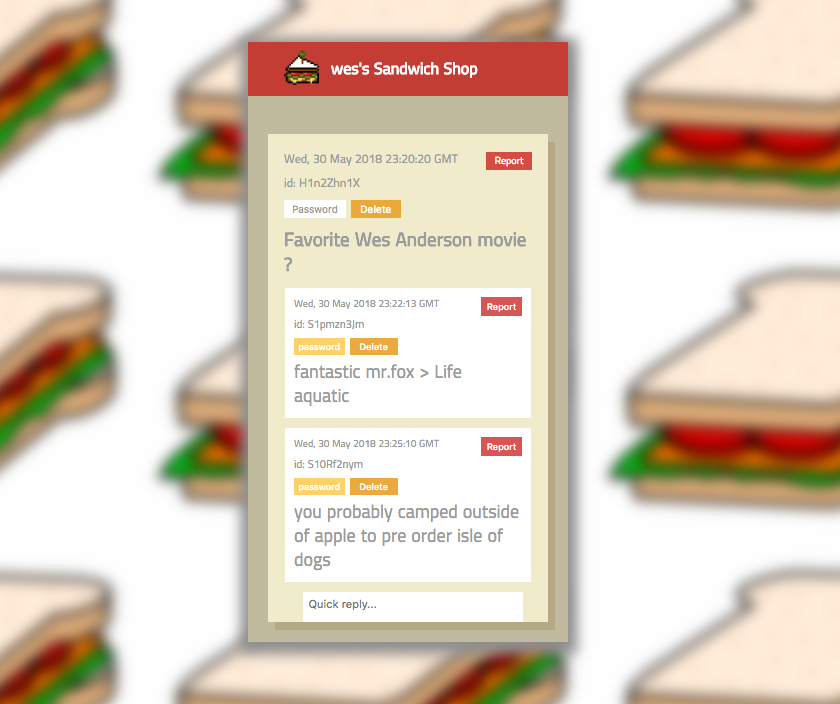 wes's Sandwich Shop
Wed, 30 May 2018 23:20:20 GMT
Report
id: H1n2Zhn1X
Password
Delete
Favorite Wes Anderson movie
?
Wed, 30 May 2018 23:22:13 GMT
Report
id: S1pmzn3Jm
password
Delete
fantastic mr.fox > Life
aquatic
Wed, 30 May 2018 23:25:10 GMT
Report
id: S10Rf2nym
password
Delete
you probably camped outside
of apple to pre order isle of
dogs
Quick reply...